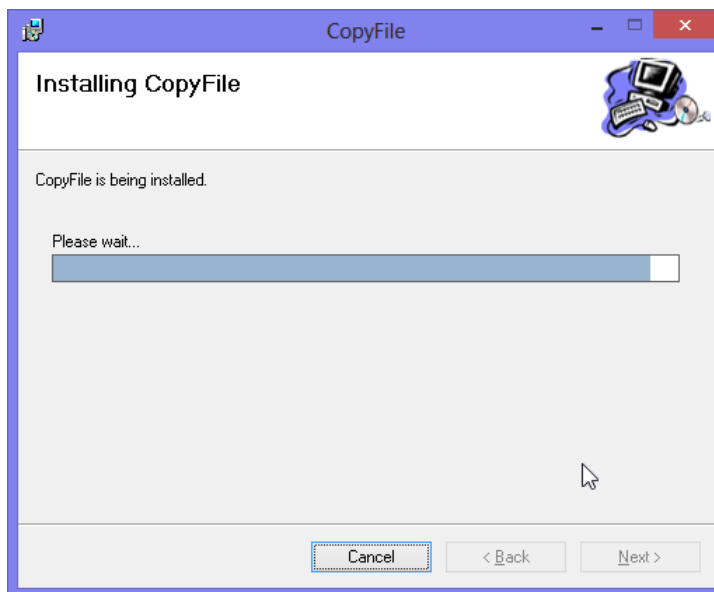 CopyFile
Installing CopyFile
CopyFile is being installed.
Please wait...
Cancel
< Back
Next >